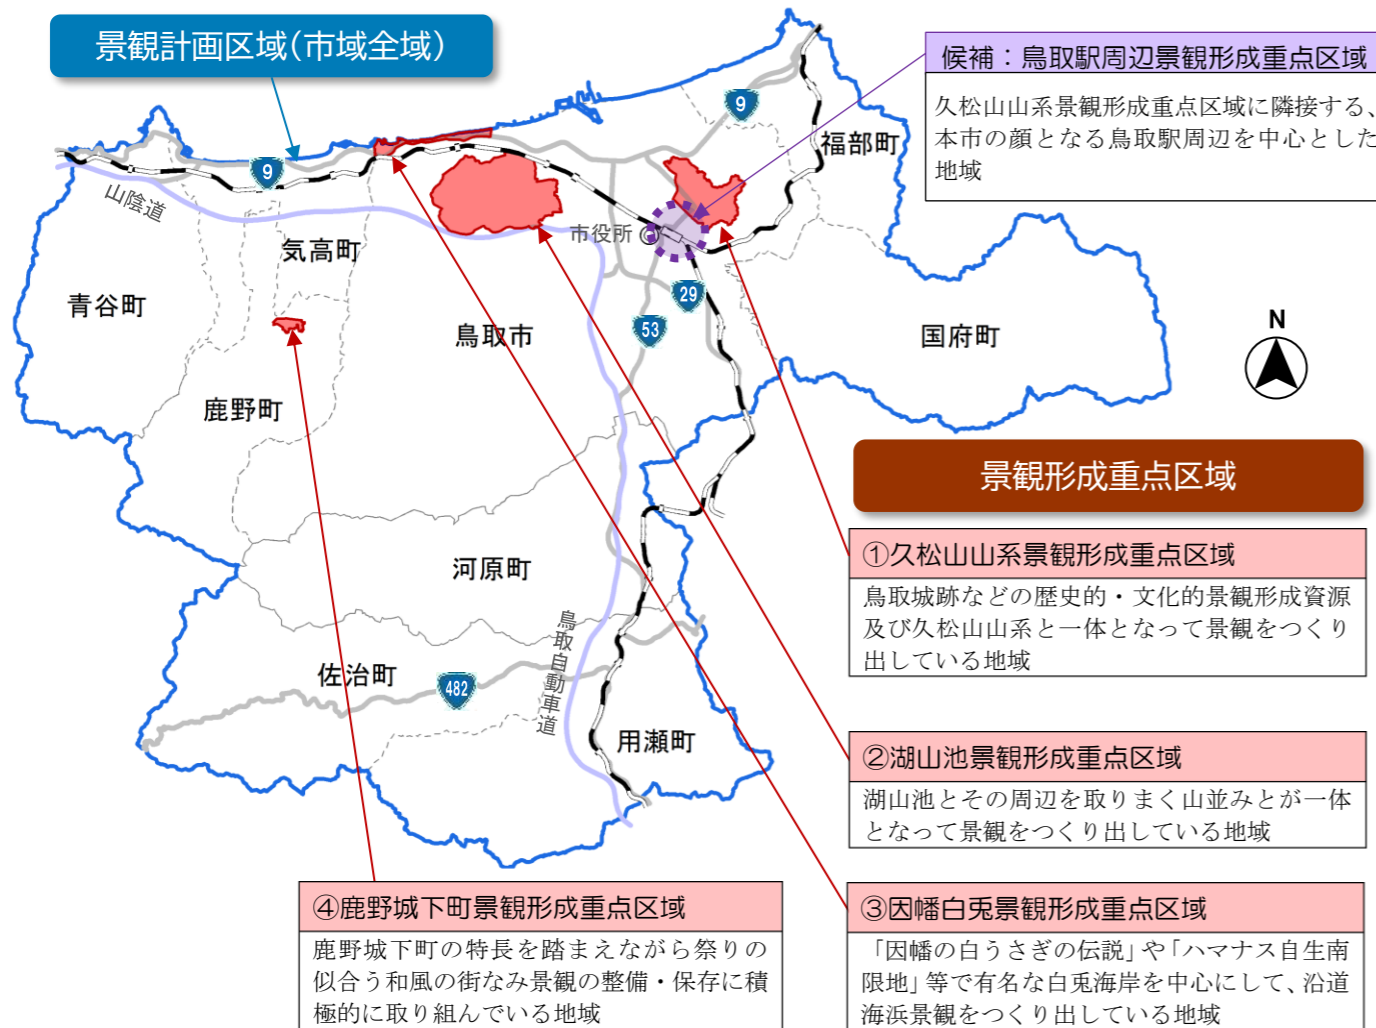 景観計画区域(市域全域)
候補：鳥取駅周辺景観形成重点区域
久松山山系景観形成重点区域に隣接する、
本市の顔となる鳥取駅周辺を中心とした
地域
9
福部町
9
山陰道
市役所
気高町
青谷町
29
53
鳥取市
国府町
N
鹿野町
景観形成重点区域
①久松山山系景観形成重点区域
鳥取城跡などの歴史的・文化的景観形成資源
及び久松山山系と一体となって景観をつくり
出している地域
河原町
鳥取自動車道
佐治町
482
用瀬町
②湖山池景観形成重点区域
湖山池とその周辺を取りまく山並みとが一体
となって景観をつくり出している地域
④鹿野城下町景観形成重点区域
鹿野城下町の特長を踏まえながら祭りの
似合う和風の街なみ景観の整備・保存に積
極的に取り組んでいる地域
③因幡白兎景観形成重点区域
「因幡の白うさぎの伝説」や「ハマナス自生南
限地」等で有名な白兎海岸を中心にして、沿道
海浜景観をつくり出している地域